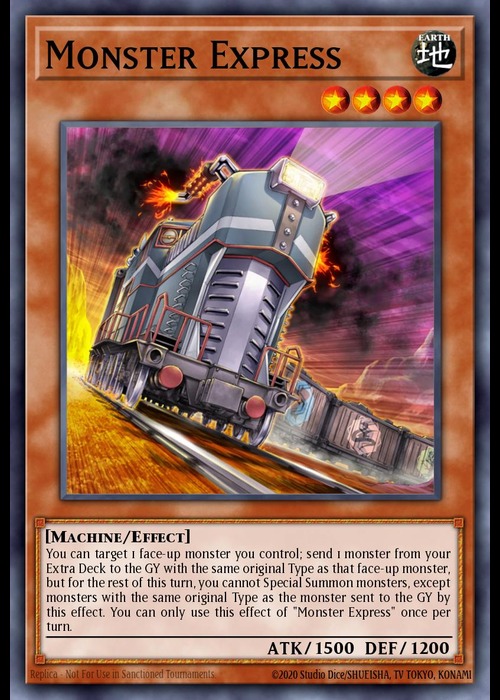 MONSTER EXPRESS
EARTH
地
[MACHINE/EFFECT]
You can target 1 face-up monster you control; send 1 monster from your
Extra Deck to the GY with the same original Type as that face-up monster,
but for the rest of this turn, you cannot Special Summon monsters, except
monsters with the same original Type as the monster sent to the GY by
this effect. You can only use this effect of "Monster Express" once per
turn.
ATK/1500 DEF/1200
Replica - Not For Use in Sanctioned Tournaments
©2020 Studio Dice/SHUEISHA, TV TOKYO, KONAMI